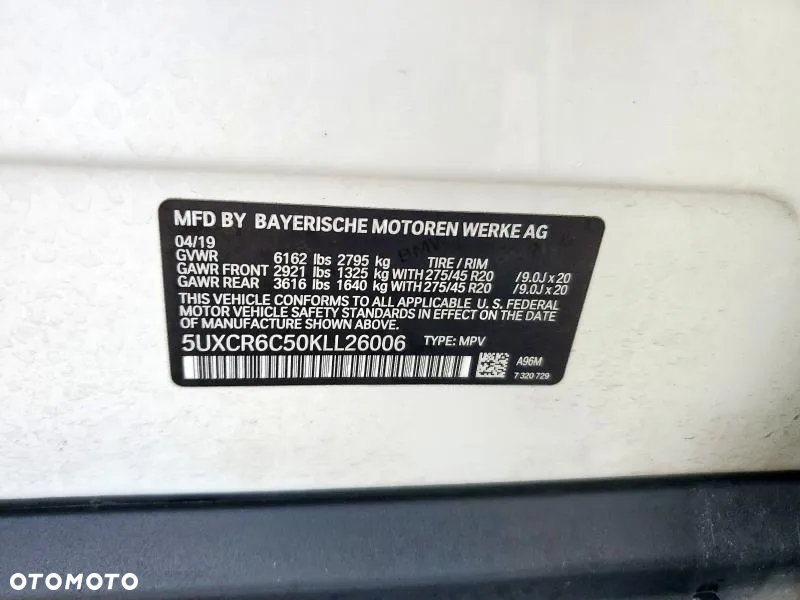 MFD BY BAYERISCHE MOTOREN WERKE AG
04/19
GVWR 6162 lbs 2795 kg TIRE / RIM
GAWR FRONT 2921 lbs 1325 kg WITH 275/45 R20 /9.0J x 20
GAWR REAR 3616 lbs 1640 kg WITH 275/45 R20 /9.0J x 20
THIS VEHICLE CONFORMS TO ALL APPLICABLE U.S. FEDERAL
MOTOR VEHICLE SAFETY STANDARDS IN EFFECT ON THE DATE
OF MANUFACTURE SHOWN ABOVE.
5UXCR6C50KLL26006 TYPE: MPV
A96M
7 320 729
OTOMOTO